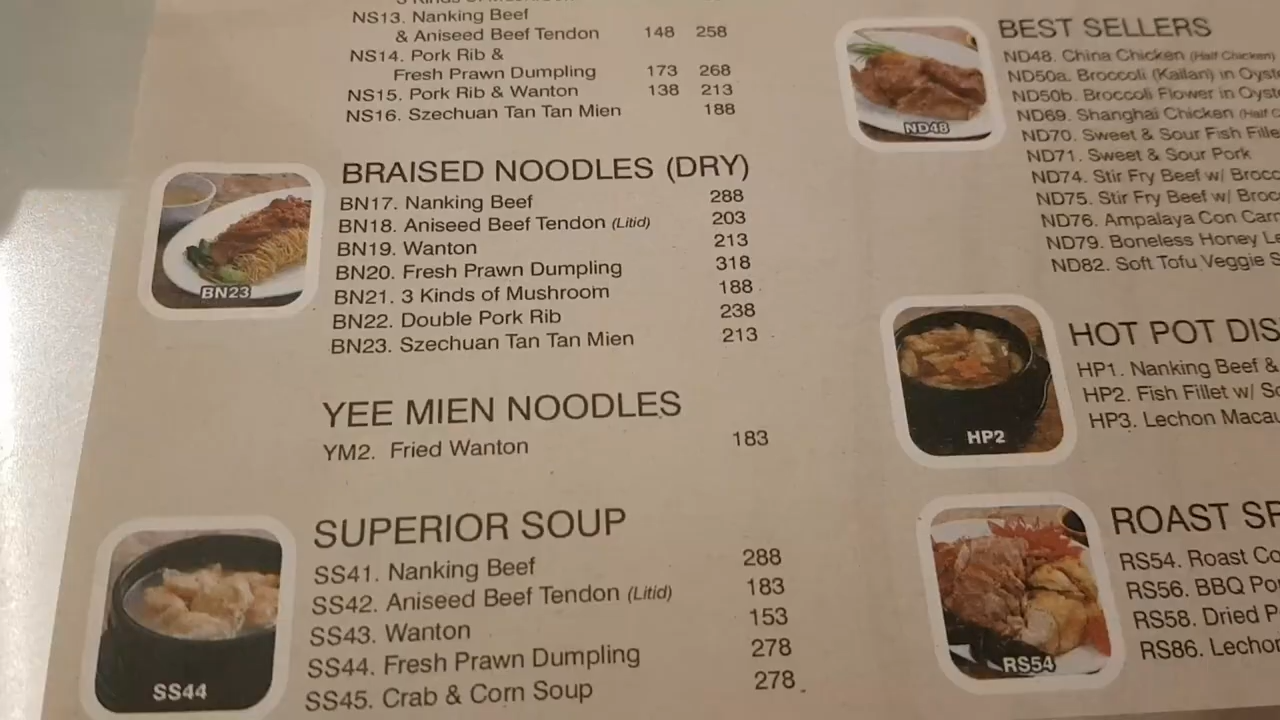 NS13. Nanking Beef
& Aniseed Beef Tendon 148 258
NS14. Pork Rib &
Fresh Prawn Dumpling 173 268
NS15. Pork Rib & Wanton 138 213
NS16. Szechuan Tan Tan Mien 188
BRAISED NOODLES (DRY)
BN17. Nanking Beef 288
BN18. Aniseed Beef Tendon (Litid) 203
BN19. Wanton 213
BN20. Fresh Prawn Dumpling 318
BN21. 3 Kinds of Mushroom 188
BN22. Double Pork Rib 238
BN23. Szechuan Tan Tan Mien 213
BN23
YEE MIEN NOODLES
YM2. Fried Wanton 183
SUPERIOR SOUP
SS41. Nanking Beef 288
SS42. Aniseed Beef Tendon (Litid) 183
SS43. Wanton 153
SS44. Fresh Prawn Dumpling 278
SS45. Crab & Corn Soup 278
SS44
BEST SELLERS
ND48. China Chicken (Half Chicken)
ND50a. Broccoli (Kailan) in
ND50b. Broccoli Flower in
ND69. Shanghai Chicken (Half
ND70. Sweet & Sour Fish
ND71. Sweet & Sour Pork
ND74. Stir Fry Beef w/
ND75. Stir Fry Beef w/
ND76. Ampalaya Con
ND79. Boneless Honey
ND82. Soft Tofu Veggie
ND48
HOT POT
HP1. Nanking Beef &
HP2. Fish Fillet w/
HP3. Lechon
HP2
ROAST
RS54. Roast
RS56. BBQ
RS58. Dried
RS86.
RS54